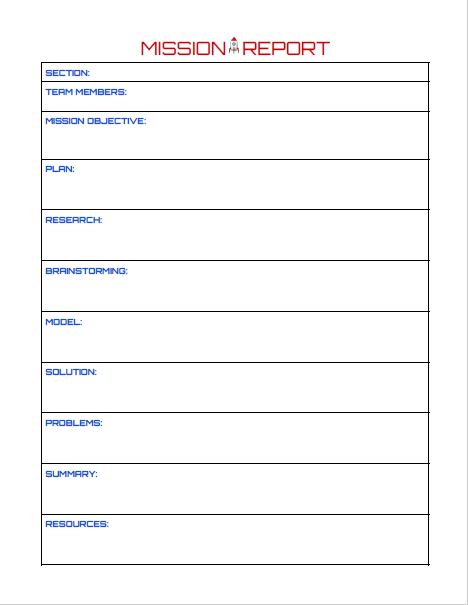 MISSION REPORT
SECTION:
TEAM MEMBERS:
MISSION OBJECTIVE:
PLAN:
RESEARCH:
BRAINSTORMING:
MODEL:
SOLUTION:
PROBLEMS:
SUMMARY:
RESOURCES: